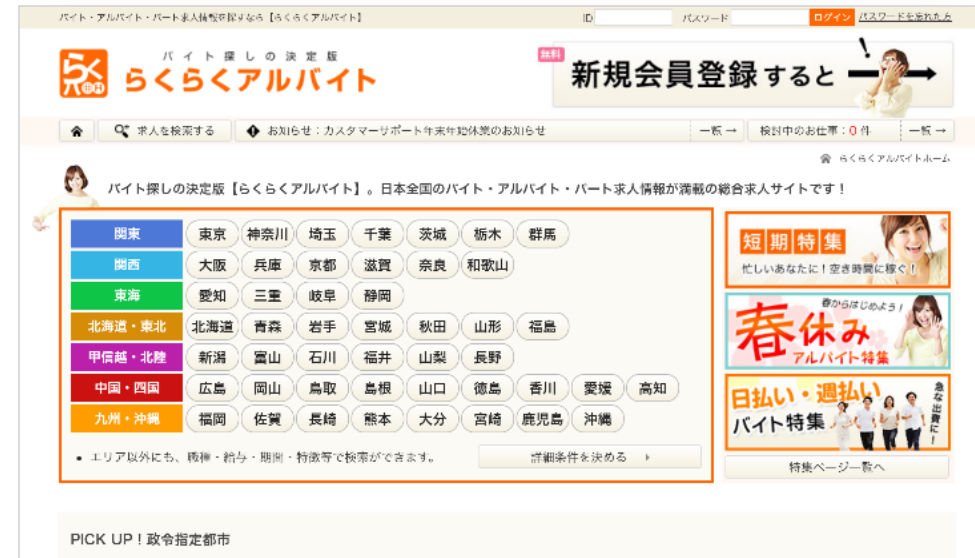 バイト・アルバイト・パート求人情報を探すなら【らくらくアルバイト】 ID パスワード ログイン パスワードを忘れた方
バイト探しの決定版
らくらくアルバイト
無料
新規会員登録すると
求人を検索する お知らせ：カスタマーサポート年末年始休業のお知らせ 一覧→ 検討中のお仕事：0件 一覧→
らくらくアルバイトホーム
バイト探しの決定版【らくらくアルバイト】。日本全国のバイト・アルバイト・パート求人情報が満載の総合求人サイトです！
関東 東京 神奈川 埼玉 千葉 茨城 栃木 群馬
関西 大阪 兵庫 京都 滋賀 奈良 和歌山
東海 愛知 三重 岐阜 静岡
北海道・東北 北海道 青森 岩手 宮城 秋田 山形 福島
甲信越・北陸 新潟 富山 石川 福井 山梨 長野
中国・四国 広島 岡山 鳥取 島根 山口 徳島 香川 愛媛 高知
九州・沖縄 福岡 佐賀 長崎 熊本 大分 宮崎 鹿児島 沖縄
• エリア以外にも、職種・給与・期間・特徴等で検索ができます。 詳細条件を決める
短期特集
忙しいあなたに！空き時間に稼ぐ！
春からはじめよう！
春休み
アルバイト特集
日払い・週払い
バイト特集
急な出費に！
特集ページ一覧へ
PICK UP！政令指定都市